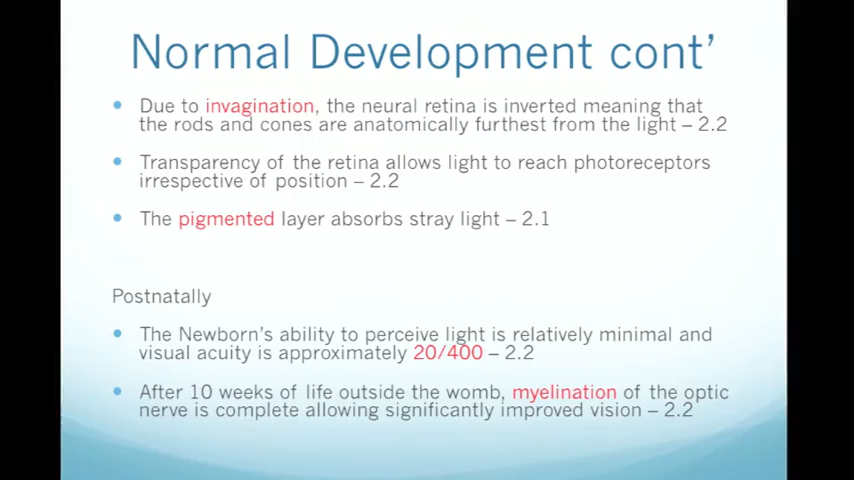 Normal Development cont’
Due to invagination, the neural retina is inverted meaning that
the rods and cones are anatomically furthest from the light – 2.2
Transparency of the retina allows light to reach photoreceptors
irrespective of position – 2.2
The pigmented layer absorbs stray light – 2.1
Postnatally
The Newborn’s ability to perceive light is relatively minimal and
visual acuity is approximately 20/400 – 2.2
After 10 weeks of life outside the womb, myelination of the optic
nerve is complete allowing significantly improved vision – 2.2